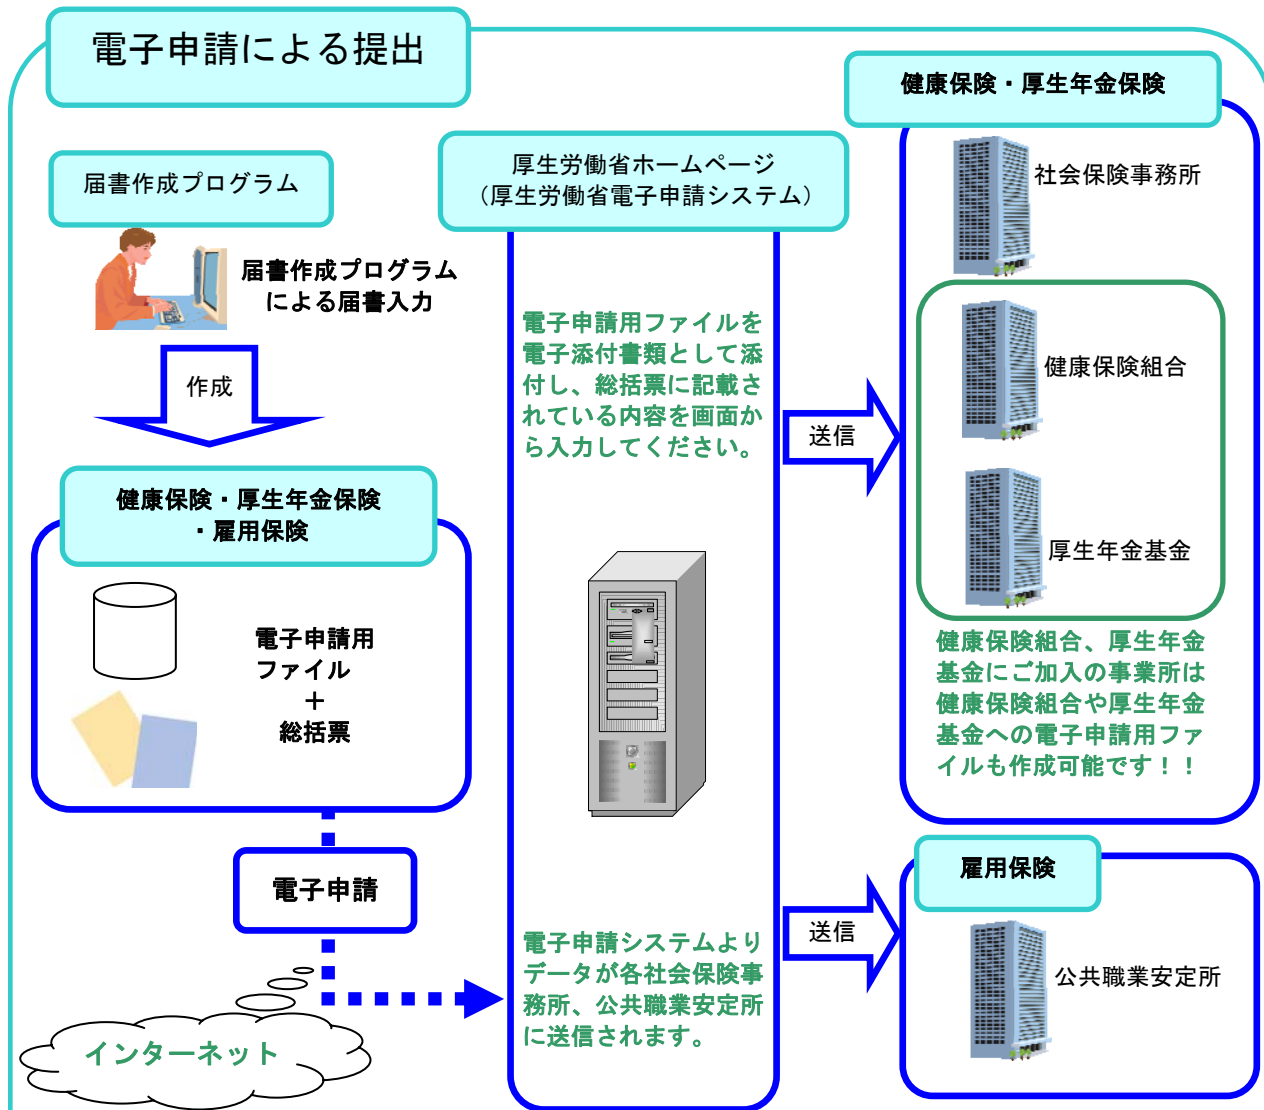 電子申請による提出
届書作成プログラム
届書作成プログラム
による届書入力
作成
健康保険・厚生年金保険
・雇用保険
電子申請用
ファイル
＋
総括票
電子申請
インターネット
厚生労働省ホームページ
（厚生労働省電子申請システム）
電子申請用ファイルを
電子添付書類として添
付し、総括票に記載さ
れている内容を画面か
ら入力してください。
電子申請システムより
データが各社会保険事
務所、公共職業安定所
に送信されます。
送信
送信
健康保険・厚生年金保険
社会保険事務所
健康保険組合
厚生年金基金
健康保険組合、厚生年金
基金にご加入の事業所は
健康保険組合や厚生年金
基金への電子申請用ファ
イルも作成可能です！！
雇用保険
公共職業安定所